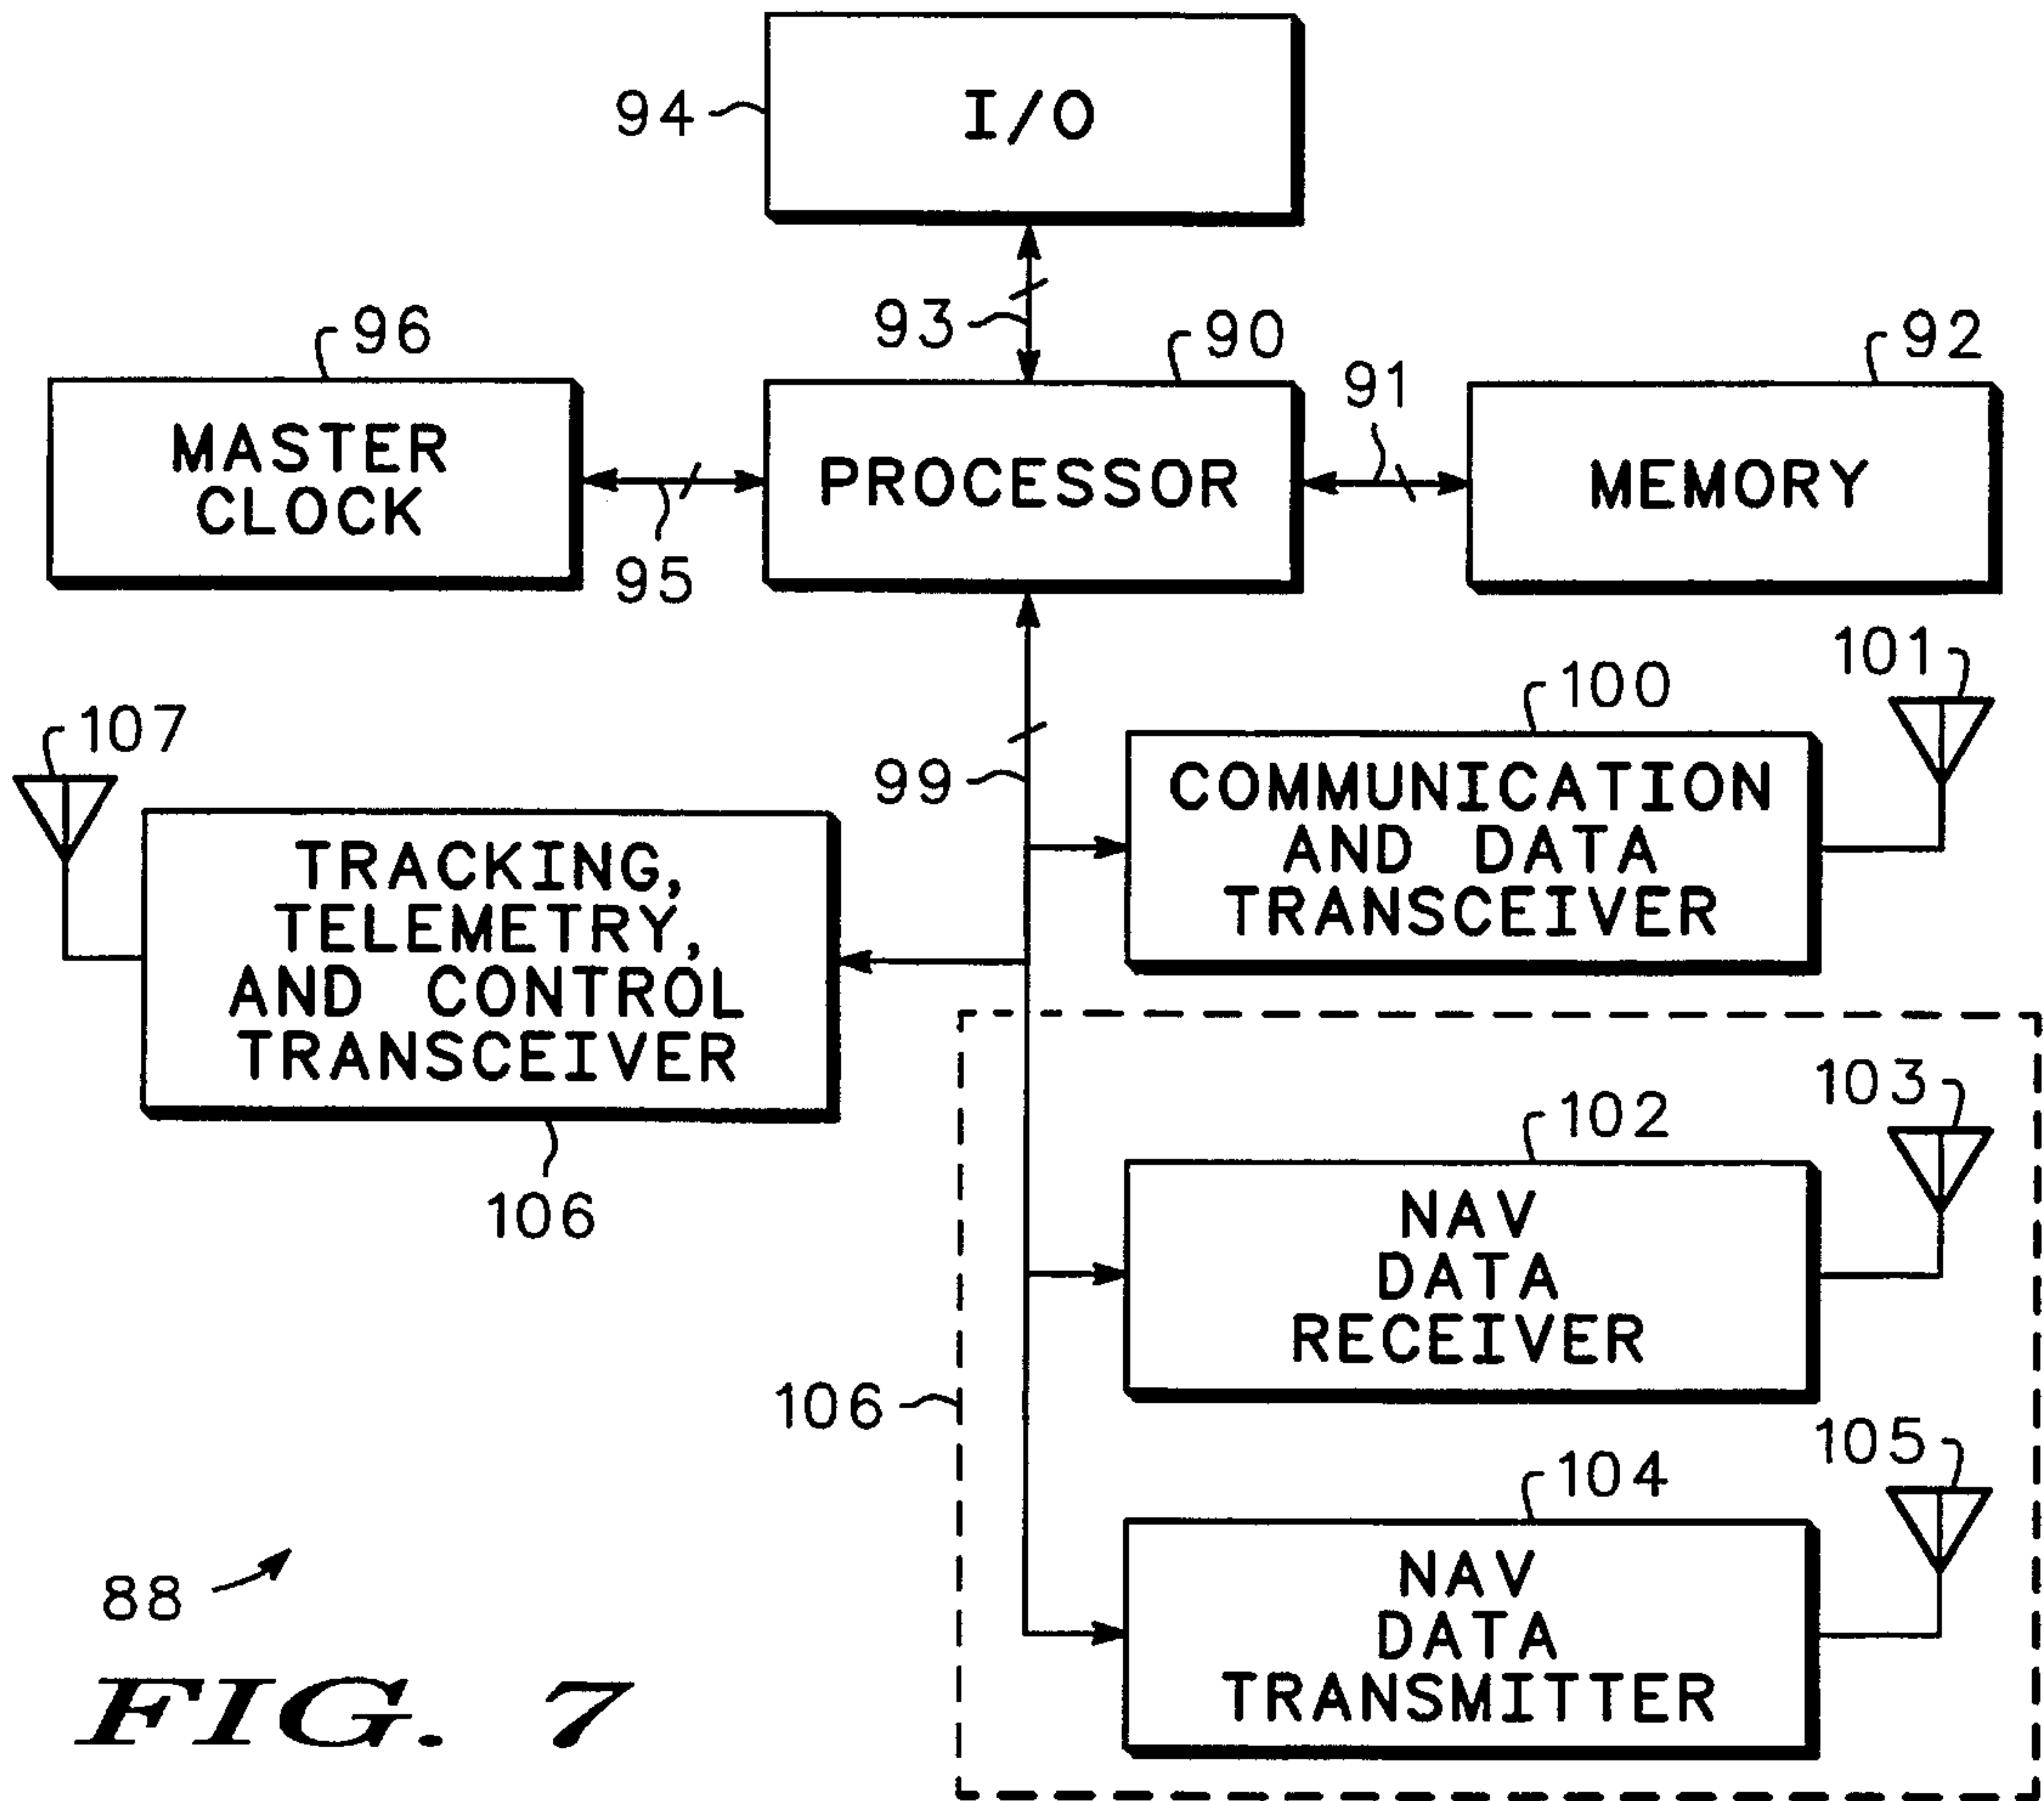 I/O
94
93
96
90
91
92
MASTER
CLOCK
PROCESSOR
MEMORY
95
101
100
107
99
COMMUNICATION
AND DATA
TRANSCEIVER
TRACKING,
TELEMETRY,
AND CONTROL
TRANSCEIVER
106
103
102
NAV
DATA
RECEIVER
106
105
104
NAV
DATA
TRANSMITTER
88
FIG. 7